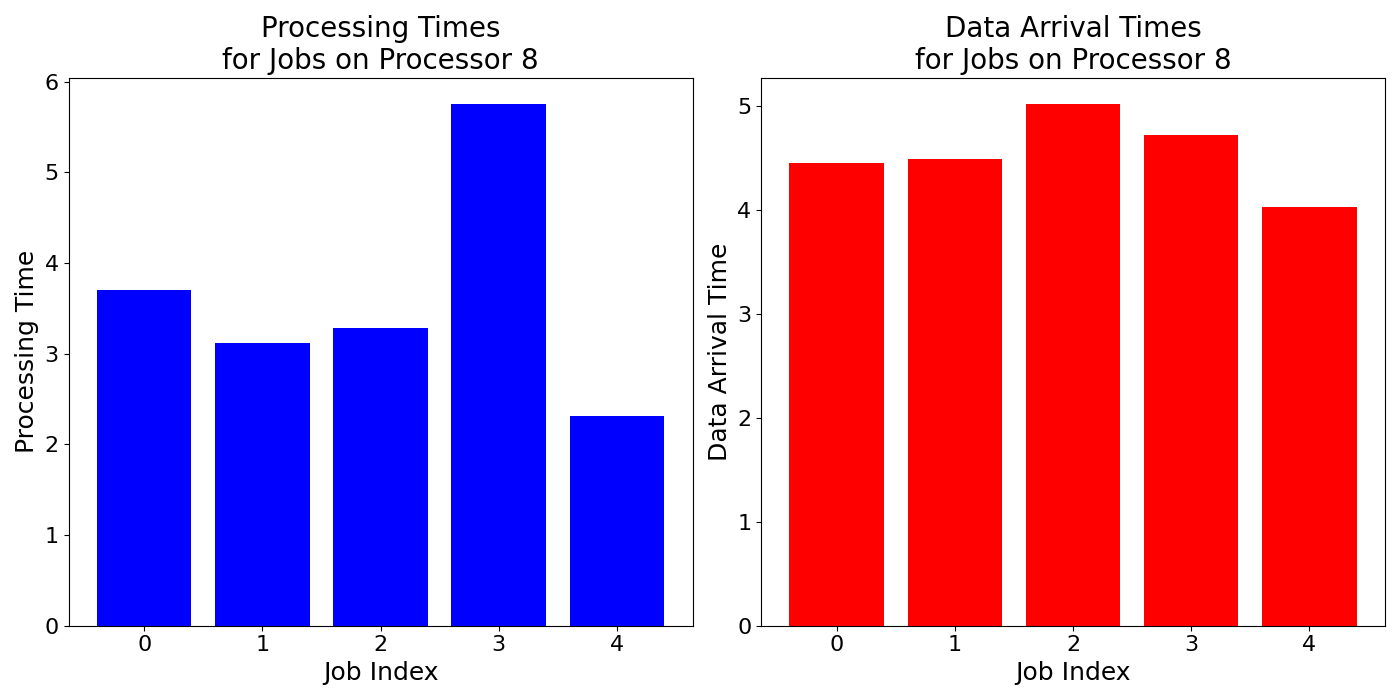 Processing Times
for Jobs on Processor 8
6
5
4
3
2
1
0
Processing Time
0 1 2 3 4
Job Index
Data Arrival Times
for Jobs on Processor 8
5
4
3
2
1
0
Data Arrival Time
0 1 2 3 4
Job Index